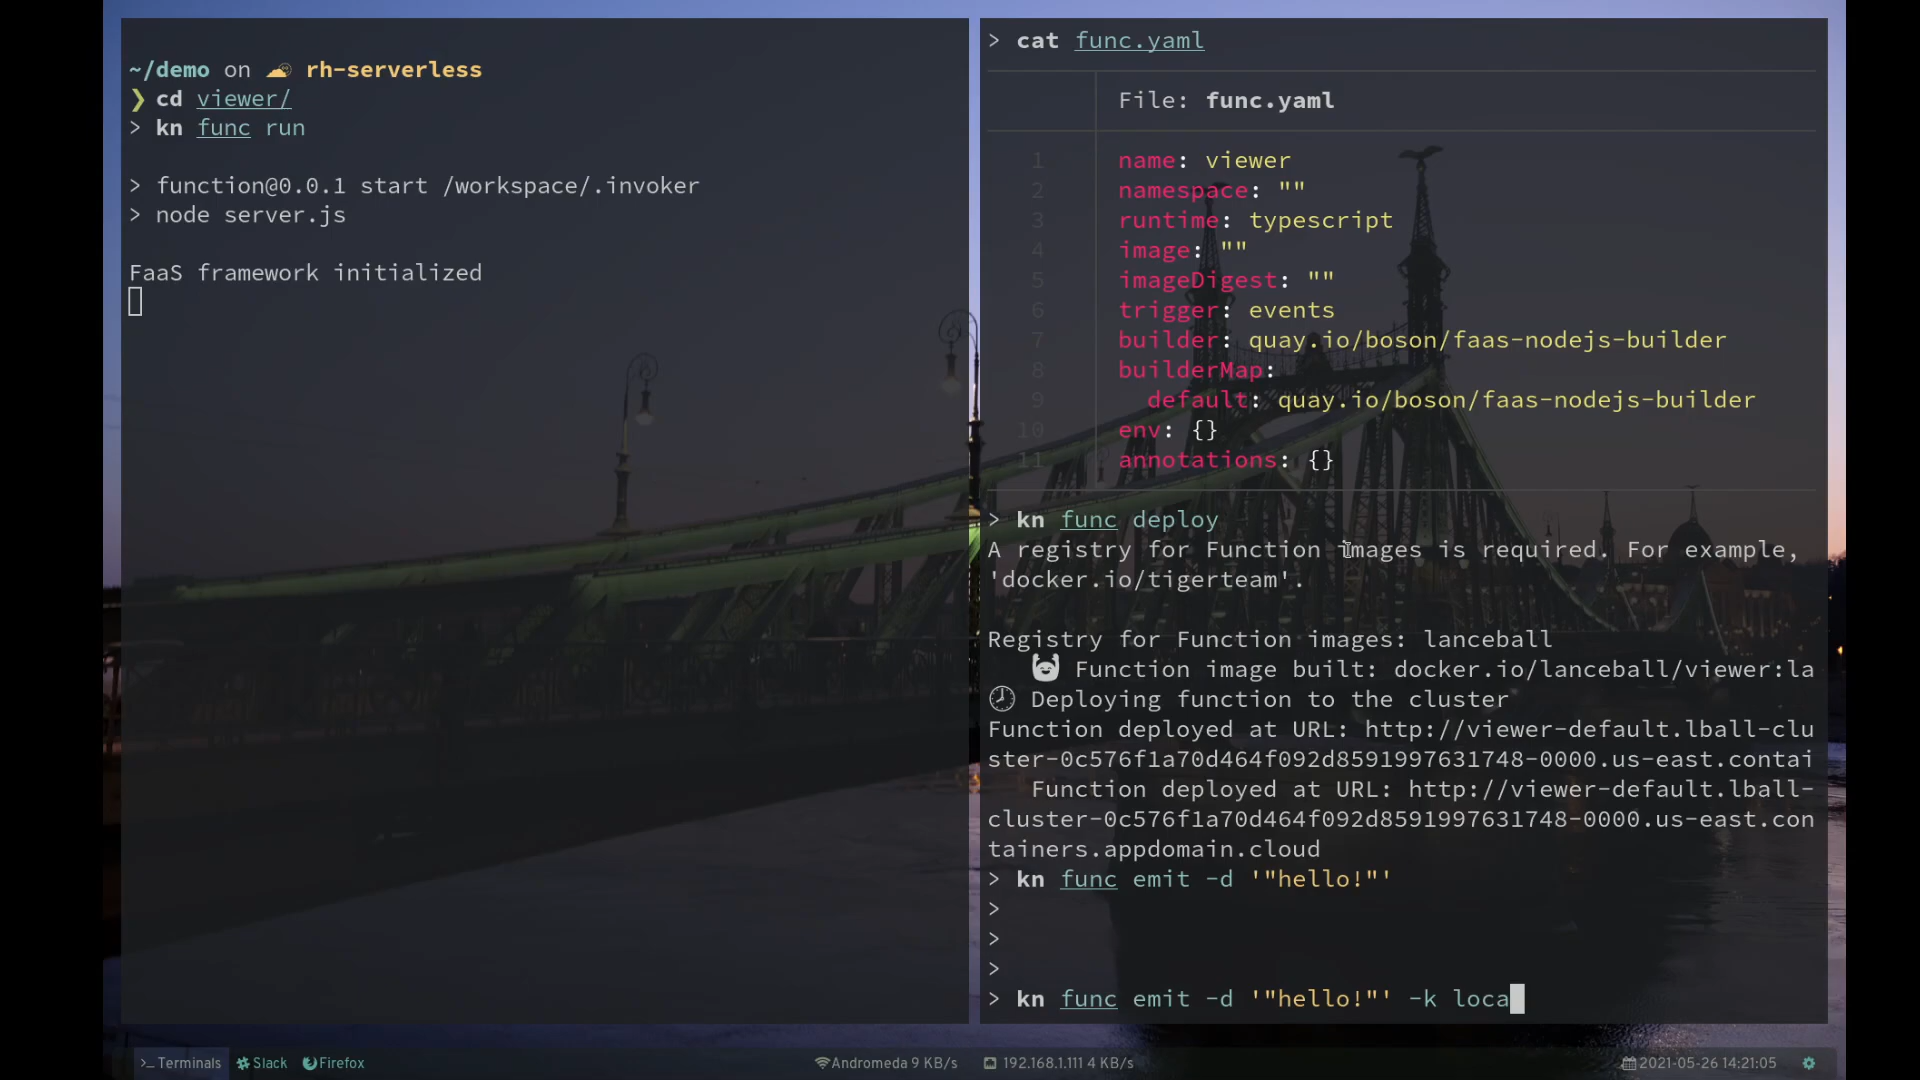 ~/demo on rh-serverless
❯ cd viewer/
> kn func run
> function@0.0.1 start /workspace/.invoker
> node server.js
FaaS framework initialized
> cat func.yaml
File: func.yaml
1 name: viewer
2 namespace: ""
3 runtime: typescript
4 image: ""
5 imageDigest: ""
6 trigger: events
7 builder: quay.io/boson/faas-nodejs-builder
8 builderMap:
9 default: quay.io/boson/faas-nodejs-builder
10 env: {}
11 annotations: {}
> kn func deploy
A registry for Function images is required. For example,
'docker.io/tigerteam'.
Registry for Function images: lanceball
Function image built: docker.io/lanceball/viewer:la
Deploying function to the cluster
Function deployed at URL: http://viewer-default.lball-clu
ster-0c576f1a70d464f092d8591997631748-0000.us-east.contai
Function deployed at URL: http://viewer-default.lball-
cluster-0c576f1a70d464f092d8591997631748-0000.us-east.con
tainers.appdomain.cloud
> kn func emit -d '"hello!"'
>
>
>
> kn func emit -d '"hello!"' -k loca
>_ Terminals Slack Firefox Andromeda 9 KB/s 192.168.1.111 4 KB/s 2021-05-26 14:21:05